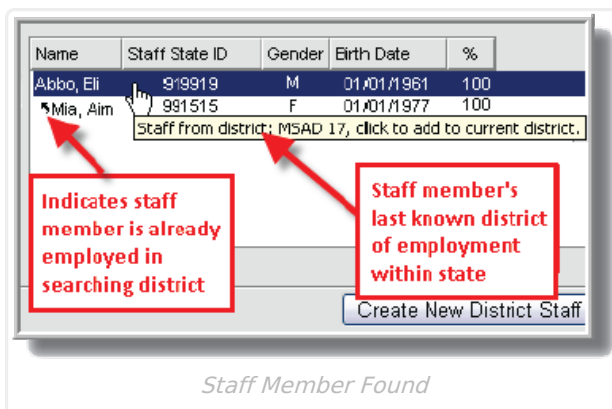 Name Staff State ID Gender Birth Date %
Abbo, Eli 919919 M 01/01/1961 100
Mia, Aim 991515 F 01/01/1977 100
Staff from district: MSAD 17, click to add to current district.
Indicates staff
member is already
employed in
searching district
Staff member's
last known district
of employment
within state
Create New District Staff
Staff Member Found